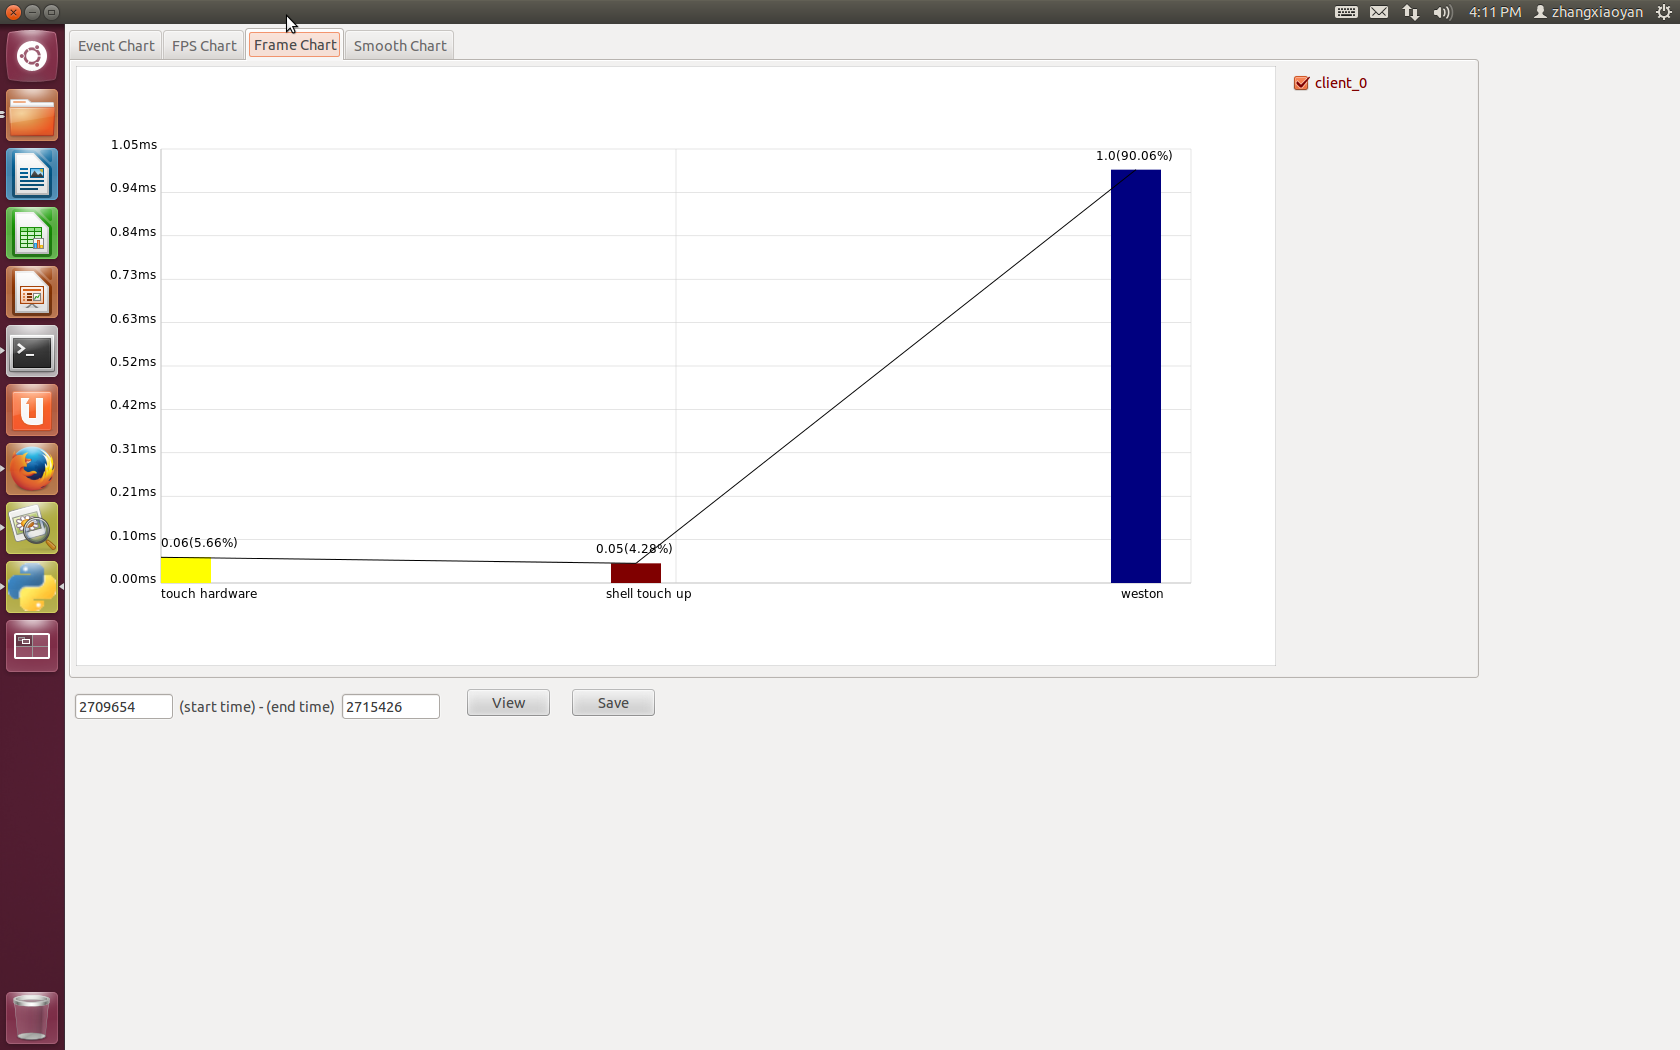 4:11 PM zhangxiaoyan
Event Chart FPS Chart Frame Chart Smooth Chart
client_0
1.05ms
1.0(90.06%)
0.94ms
0.84ms
0.73ms
0.63ms
0.52ms
0.42ms
0.31ms
0.21ms
0.10ms
0.06(5.66%)
0.05(4.28%)
0.00ms
touch hardware shell touch up weston
2709654 (start time) - (end time) 2715426 View Save